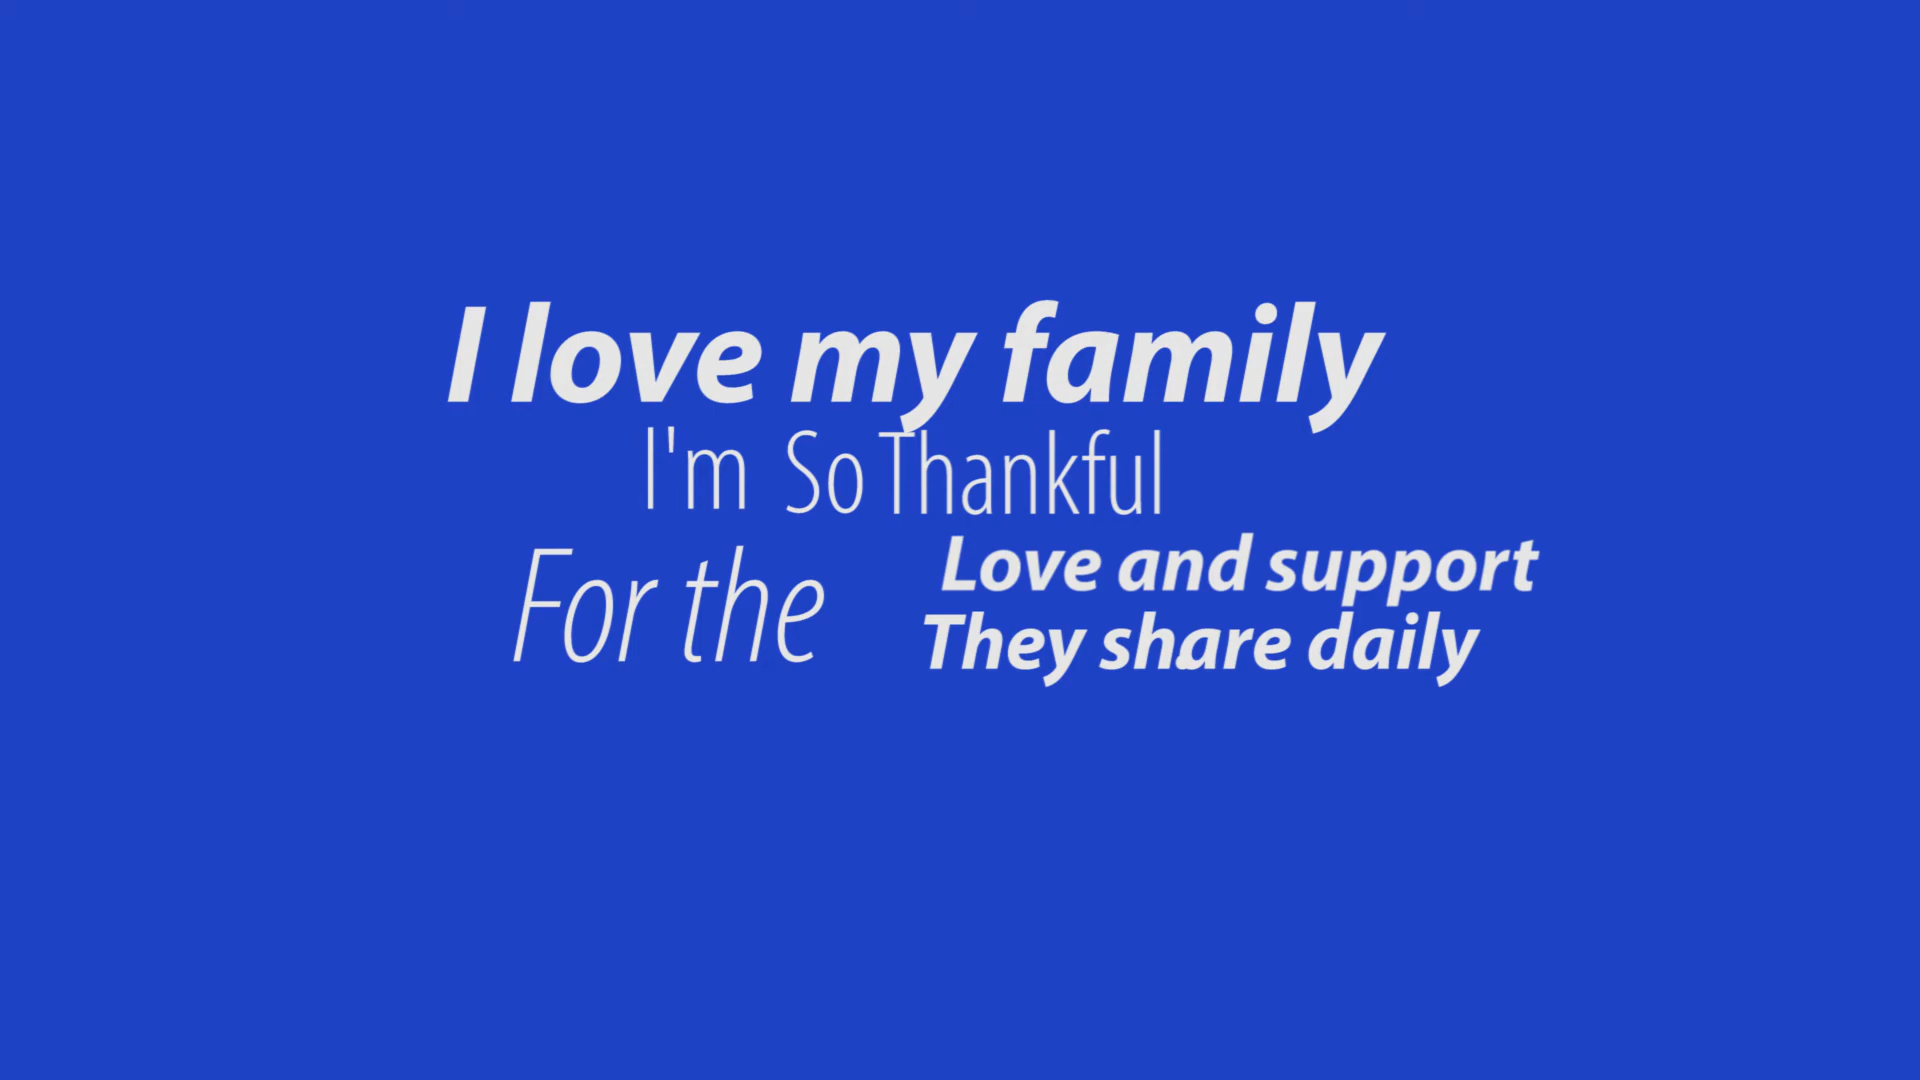 I love my family
I'm So Thankful
For the
Love and support
They share daily